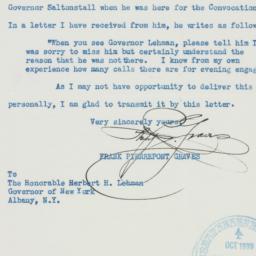 Governor Saltonstall when he was here for the Convocation
In a letter I have received from him, he writes as follow
"When you see Governor Lehman, please tell him I
was sorry to miss him but certainly understand the
reason that he was not there. I know from my own
experience how many calls there are for evening engag
As I may not have opportunity to deliver this
personally, I am glad to transmit it by this letter.
Very sincerely yours,
FRANK PIERREPONT GRAVES
To
The Honorable Herbert H. Lehman
Governor of New York
Albany, N.Y.
OCT 1939